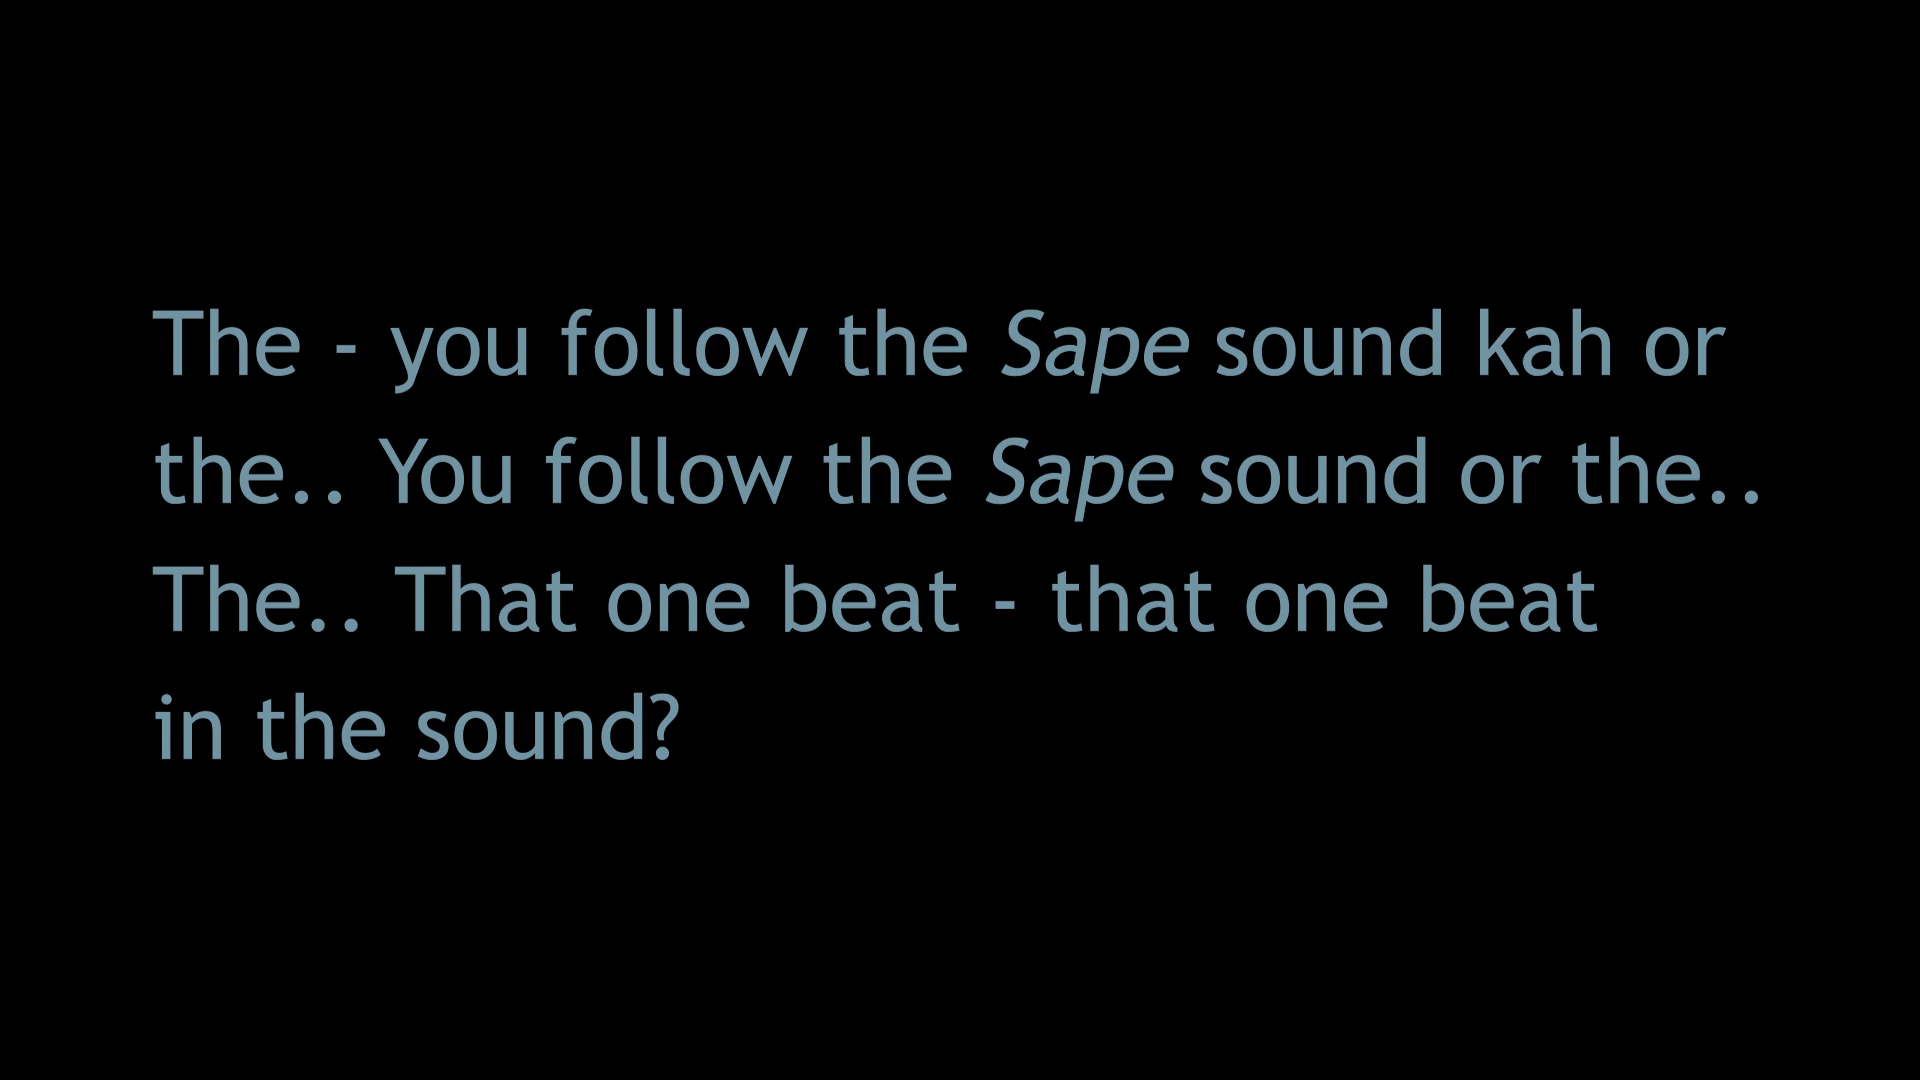 The - you follow the Sape sound kah or
the.. You follow the Sape sound or the..
The.. That one beat - that one beat
in the sound?